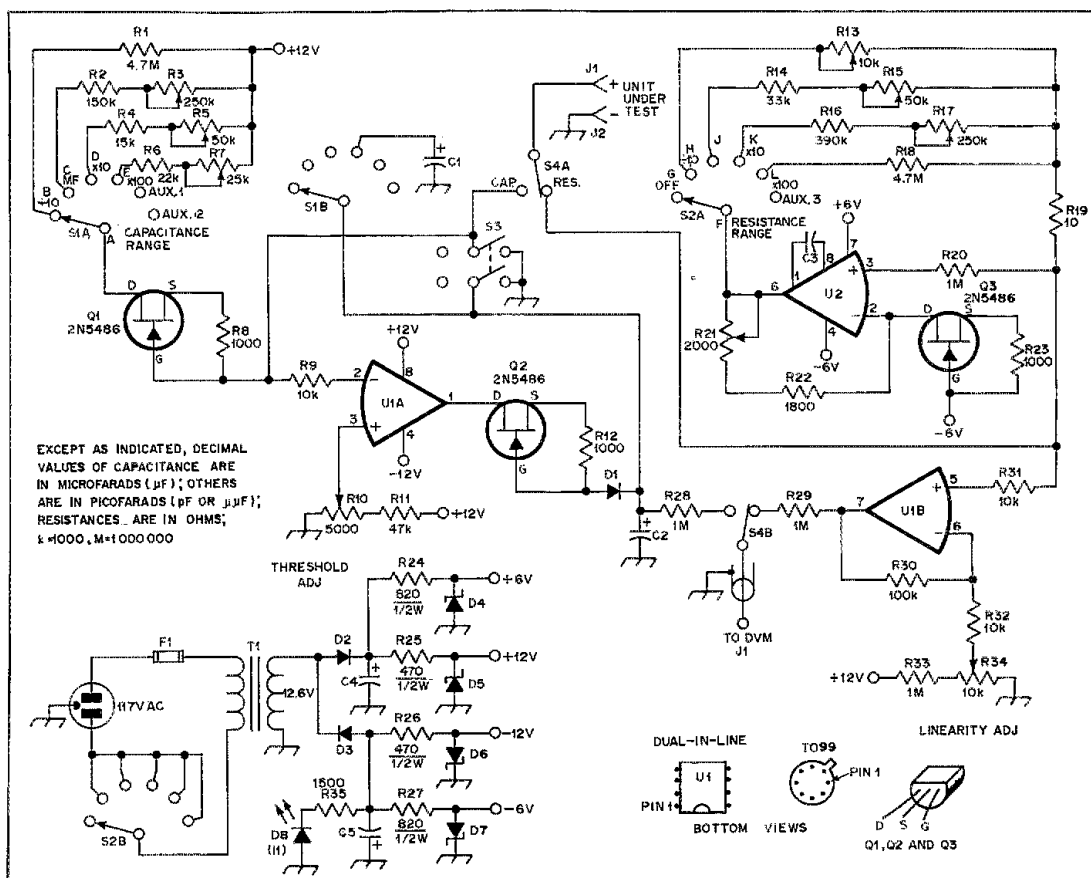 R1
4.7M
+12V
R2
150k
R3
250k
R4
15k
R5
50k
R6
22k
R7
25k
C
MF
D
x10
E
x100
AUX.1
B
÷10
AUX.2
S1A
A
CAPACITANCE
RANGE
C1
S1B
CAP.
S4A
RES.
J1
+
UNIT
UNDER
TEST
-
J2
S3
R13
10k
R14
33k
R15
50k
R16
390k
R17
250k
R18
4.7M
H
÷10
J
K
x10
L
x100
G
OFF
AUX.3
S2A
F
RESISTANCE
RANGE
R19
10
+6V
C3
1
8
7
3
+
R20
1M
U2
6
2
-
4
-6V
Q3
2N5486
D
S
G
R21
2000
R22
1800
R23
1000
-6V
D
S
Q1
2N5486
G
R8
1000
R9
10k
2
-
+12V
8
U1A
1
3
+
4
-12V
Q2
2N5486
D
S
G
R12
1000
D1
R10
5000
R11
47k
+12V
THRESHOLD
ADJ
EXCEPT AS INDICATED, DECIMAL
VALUES OF CAPACITANCE ARE
IN MICROFARADS (µF); OTHERS
ARE IN PICOFARADS (pF OR µµF);
RESISTANCES ARE IN OHMS;
k=1000, M=1000000
C2
R28
1M
S4B
R29
1M
7
U1B
5
+
6
-
R31
10k
R30
100k
R32
10k
+12V
R33
1M
R34
10k
LINEARITY ADJ
TO DVM
J1
F1
T1
117VAC
12.6V
S2B
D2
C4
R24
820
1/2W
+6V
D4
R25
470
1/2W
+12V
D5
D3
R26
470
1/2W
-12V
D6
1500
R35
C5
R27
820
1/2W
-6V
D7
D8
(I1)
DUAL-IN-LINE
U1
PIN 1
TO99
PIN 1
BOTTOM VIEWS
D S G
Q1, Q2 AND Q3